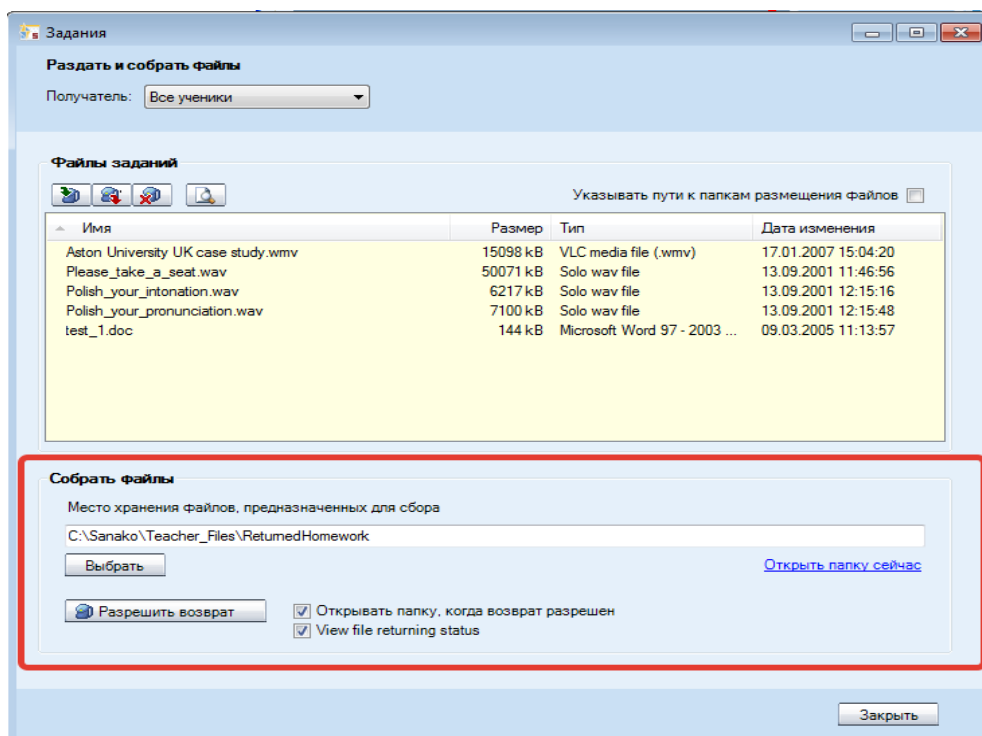 Задания
Раздать и собрать файлы
Получатель: Все ученики
Файлы заданий
Указывать пути к папкам размещения файлов
Имя Размер Тип Дата изменения
Aston University UK case study.wmv 15098 kB VLC media file (.wmv) 17.01.2007 15:04:20
Please_take_a_seat.wav 50071 kB Solo wav file 13.09.2001 11:46:56
Polish_your_intonation.wav 6217 kB Solo wav file 13.09.2001 12:15:16
Polish_your_pronunciation.wav 7100 kB Solo wav file 13.09.2001 12:15:48
test_1.doc 144 kB Microsoft Word 97 - 2003 ... 09.03.2005 11:13:57
Собрать файлы
Место хранения файлов, предназначенных для сбора
C:\Sanako\Teacher_Files\ReturnedHomework
Выбрать Открыть папку сейчас
Разрешить возврат Открывать папку, когда возврат разрешен
View file returning status
Закрыть